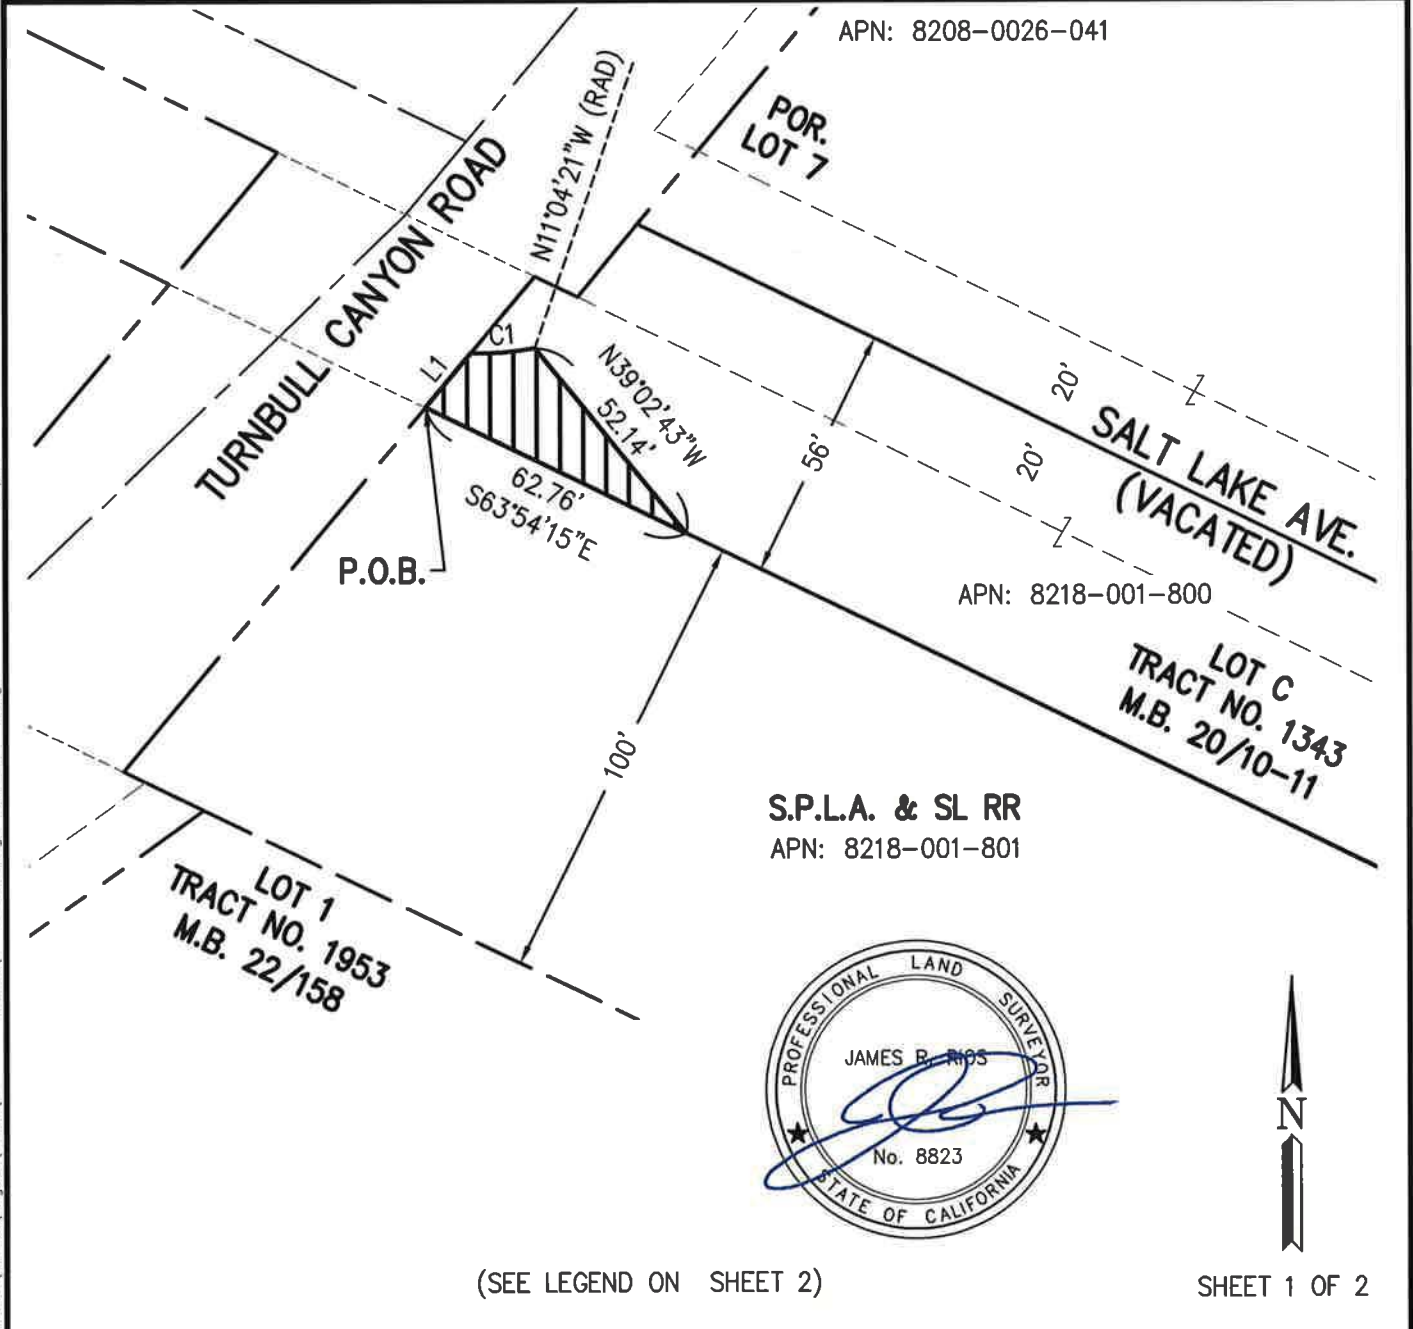 APN: 8208-0026-041
POR.
LOT 7
N11°04'21"W (RAD)
TURNBULL CANYON ROAD
C1
L1
N39°02'43"W
52.14'
62.76'
S63°54'15"E
P.O.B.
56'
20'
20'
SALT LAKE AVE.
(VACATED)
APN: 8218-001-800
LOT C
TRACT NO. 1343
M.B. 20/10-11
100'
S.P.L.A. & SL RR
APN: 8218-001-801
LOT 1
TRACT NO. 1953
M.B. 22/158
PROFESSIONAL LAND SURVEYOR
JAMES R. RIOS
No. 8823
STATE OF CALIFORNIA
N
(SEE LEGEND ON SHEET 2)
SHEET 1 OF 2